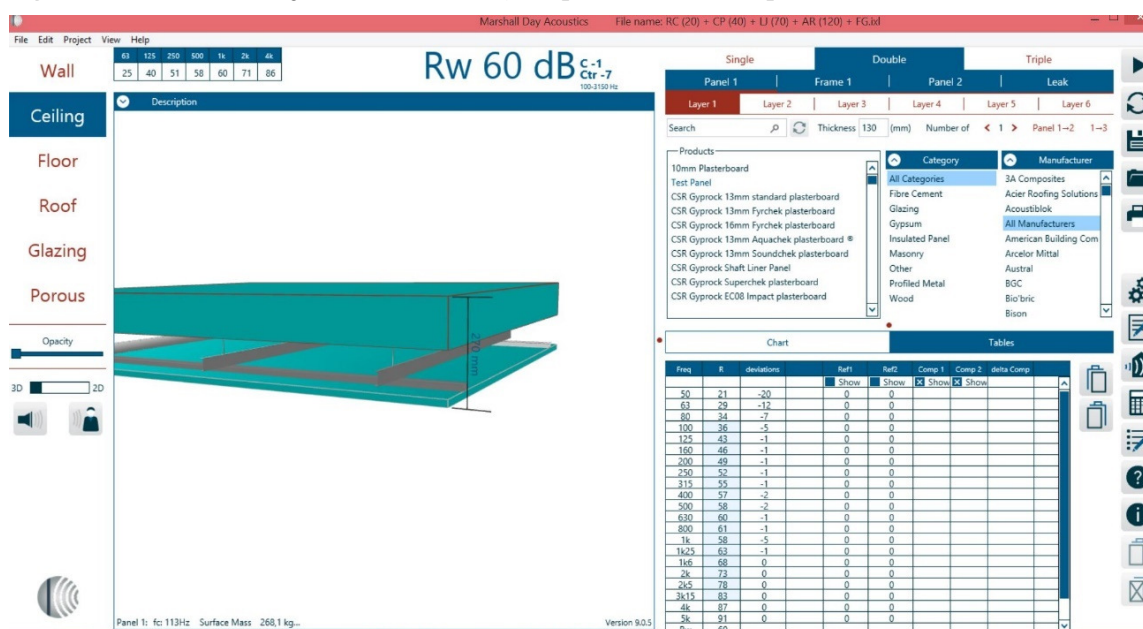 Marshall Day Acoustics File name: RC (20) + CP (40) + LJ (70) + AR (120) + FG.ixl
File Edit Project View Help
Wall
Ceiling
Floor
Roof
Glazing
Porous
Opacity
3D 2D
63 125 250 500 1k 2k 4k
25 40 51 58 60 71 86
Rw 60 dB C -1
Ctr -7
100-3150 Hz
Description
270 mm
Panel 1: fc: 113Hz Surface Mass 268,1 kg... Version 9.0.5
Single Double Triple
Panel 1 Frame 1 Panel 2 Leak
Layer 1 Layer 2 Layer 3 Layer 4 Layer 5 Layer 6
Search Thickness 130 (mm) Number of < 1 > Panel 1→2 1→3
Products
10mm Plasterboard
Test Panel
CSR Gyprock 13mm standard plasterboard
CSR Gyprock 13mm Fyrchek plasterboard
CSR Gyprock 16mm Fyrchek plasterboard
CSR Gyprock 13mm Aquachek plasterboard ®
CSR Gyprock 13mm Soundchek plasterboard
CSR Gyprock Shaft Liner Panel
CSR Gyprock Superchek plasterboard
CSR Gyprock EC08 Impact plasterboard
Category
All Categories
Fibre Cement
Glazing
Gypsum
Insulated Panel
Masonry
Other
Profiled Metal
Wood
Manufacturer
3A Composites
Acier Roofing Solutions
Acoustiblok
All Manufacturers
American Building Com
Arcelor Mittal
Austral
BGC
Bio'bric
Bison
Chart Tables
Freq R deviations Ref1 Ref2 Comp 1 Comp 2 delta Comp
Show Show Show Show
50 21 -20 0 0
63 29 -12 0 0
80 34 -7 0 0
100 36 -5 0 0
125 43 -1 0 0
160 46 -1 0 0
200 49 -1 0 0
250 52 -1 0 0
315 55 -1 0 0
400 57 -2 0 0
500 58 -2 0 0
630 60 -1 0 0
800 61 -1 0 0
1k 58 -5 0 0
1k25 63 -1 0 0
1k6 68 0 0 0
2k 73 0 0 0
2k5 78 0 0 0
3k15 83 0 0 0
4k 87 0 0 0
5k 91 0 0 0